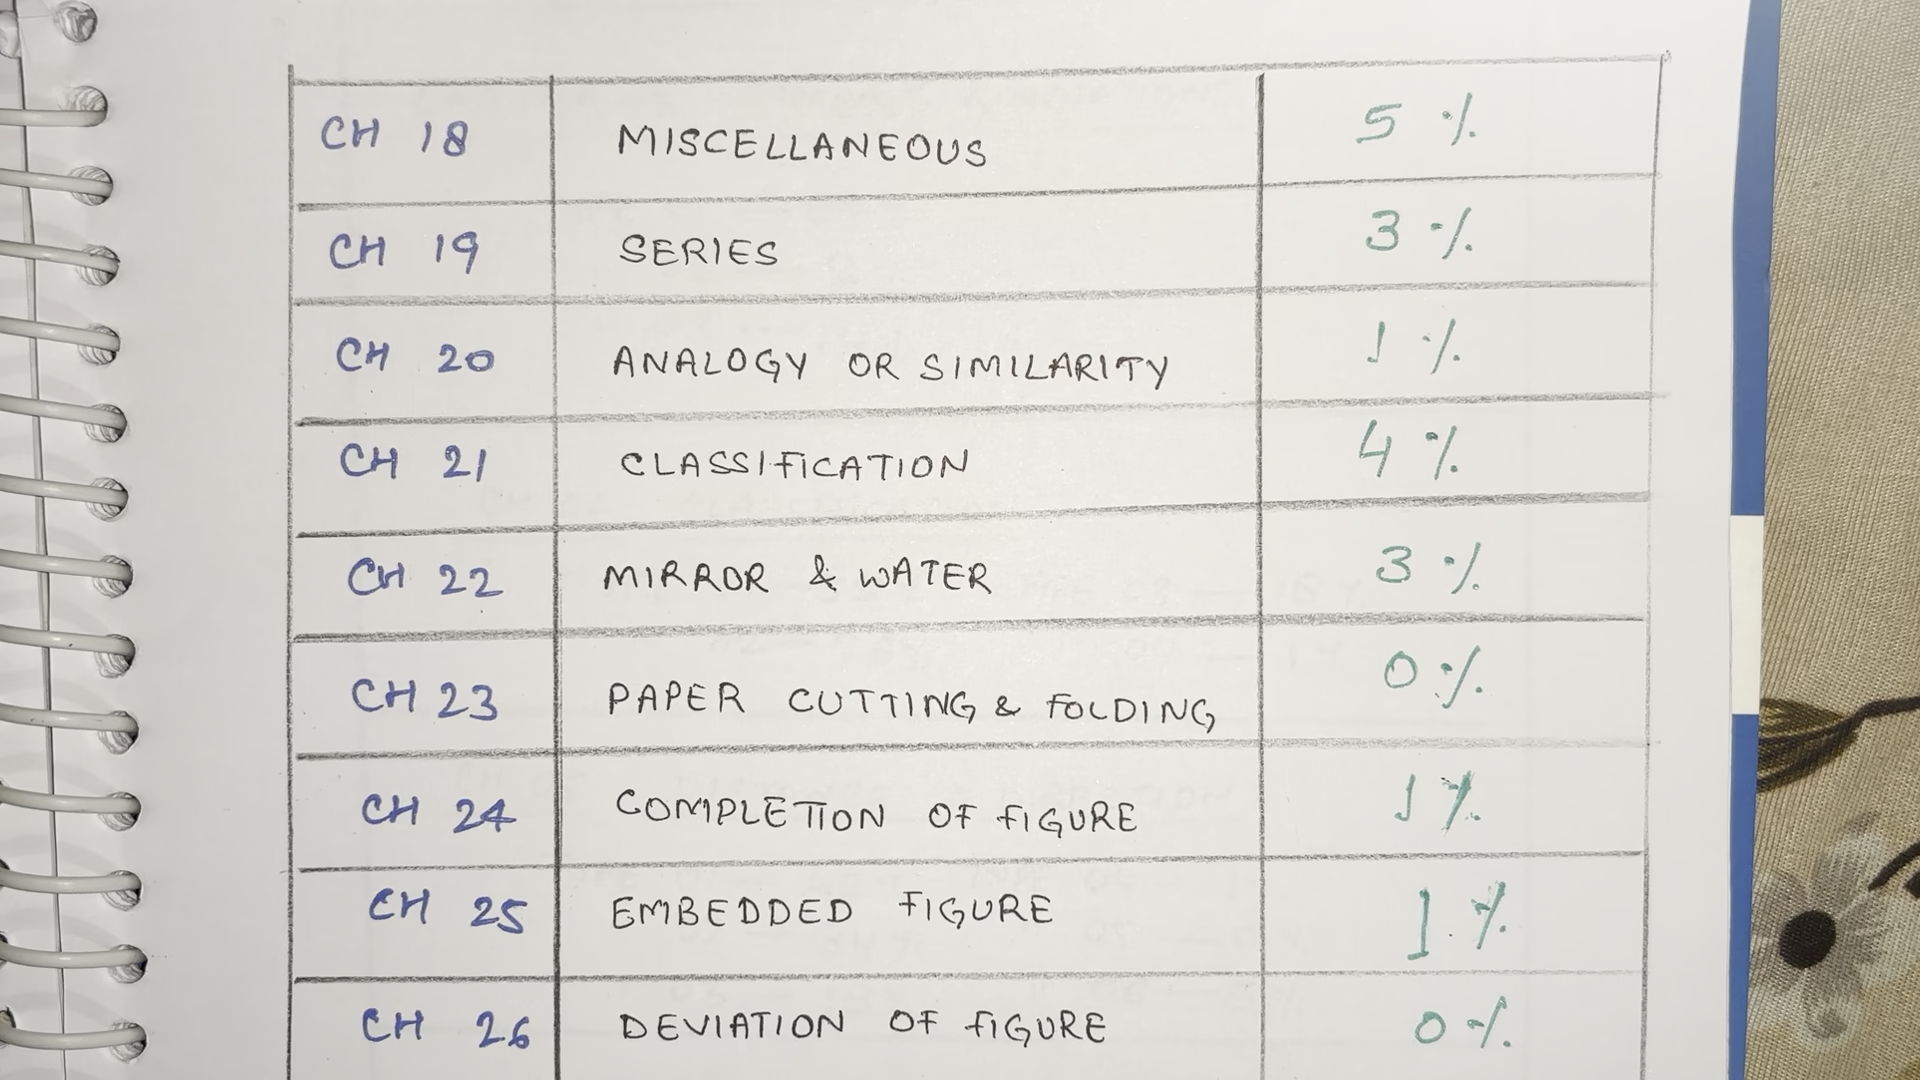 CH 18 MISCELLANEOUS 5 %
CH 19 SERIES 3 %
CH 20 ANALOGY OR SIMILARITY 1 %
CH 21 CLASSIFICATION 4 %
CH 22 MIRROR & WATER 3 %
CH 23 PAPER CUTTING & FOLDING 0 %
CH 24 COMPLETION OF FIGURE 1 %
CH 25 EMBEDDED FIGURE 1 %
CH 26 DEVIATION OF FIGURE 0 %